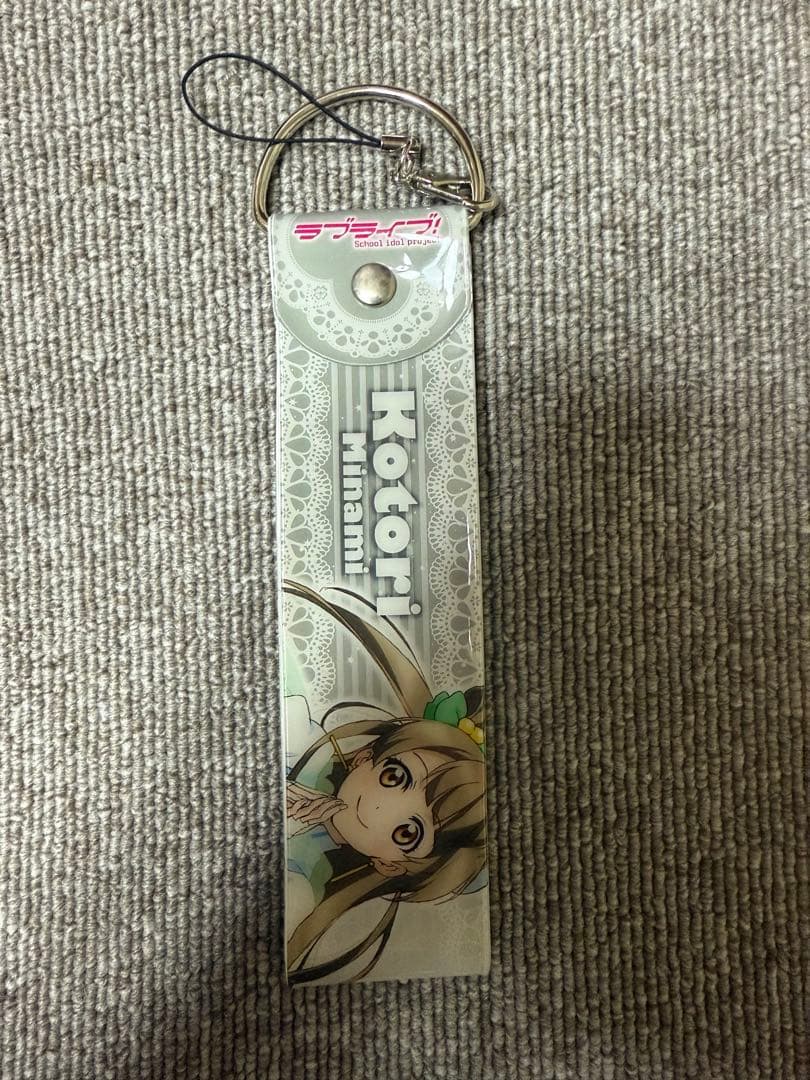 ラブライブ!
School idol project
Kotori
Minami